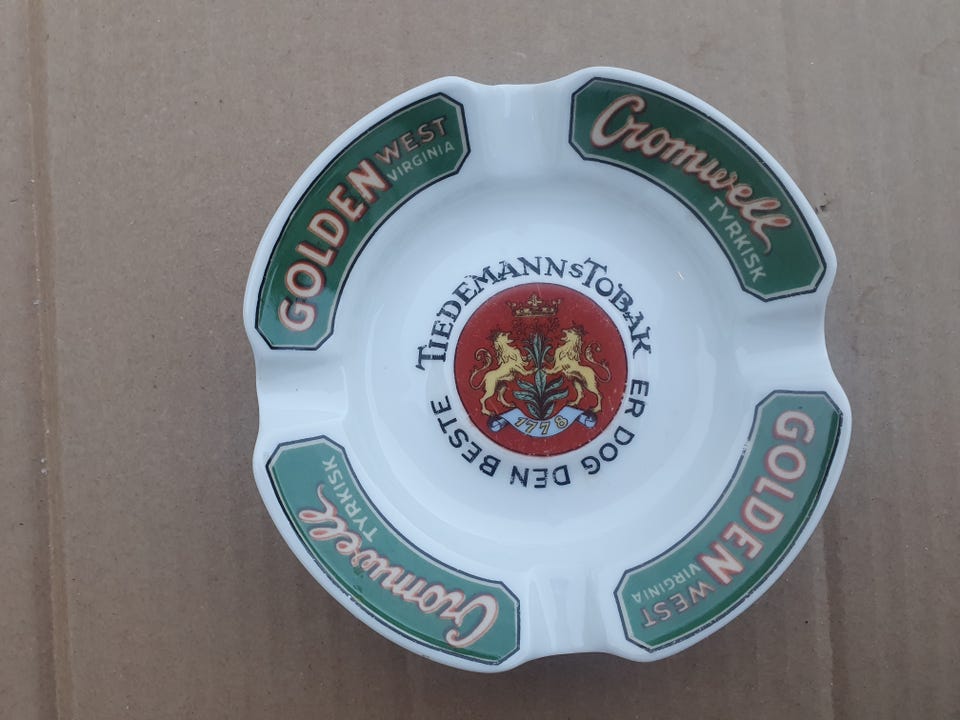 GOLDEN WEST
VIRGINIA
Cromwell
TYRKISK
TIEDEMANNS TOBAK
ER DOG DEN BESTE
1778
Cromwell
TYRKISK
GOLDEN WEST
VIRGINIA